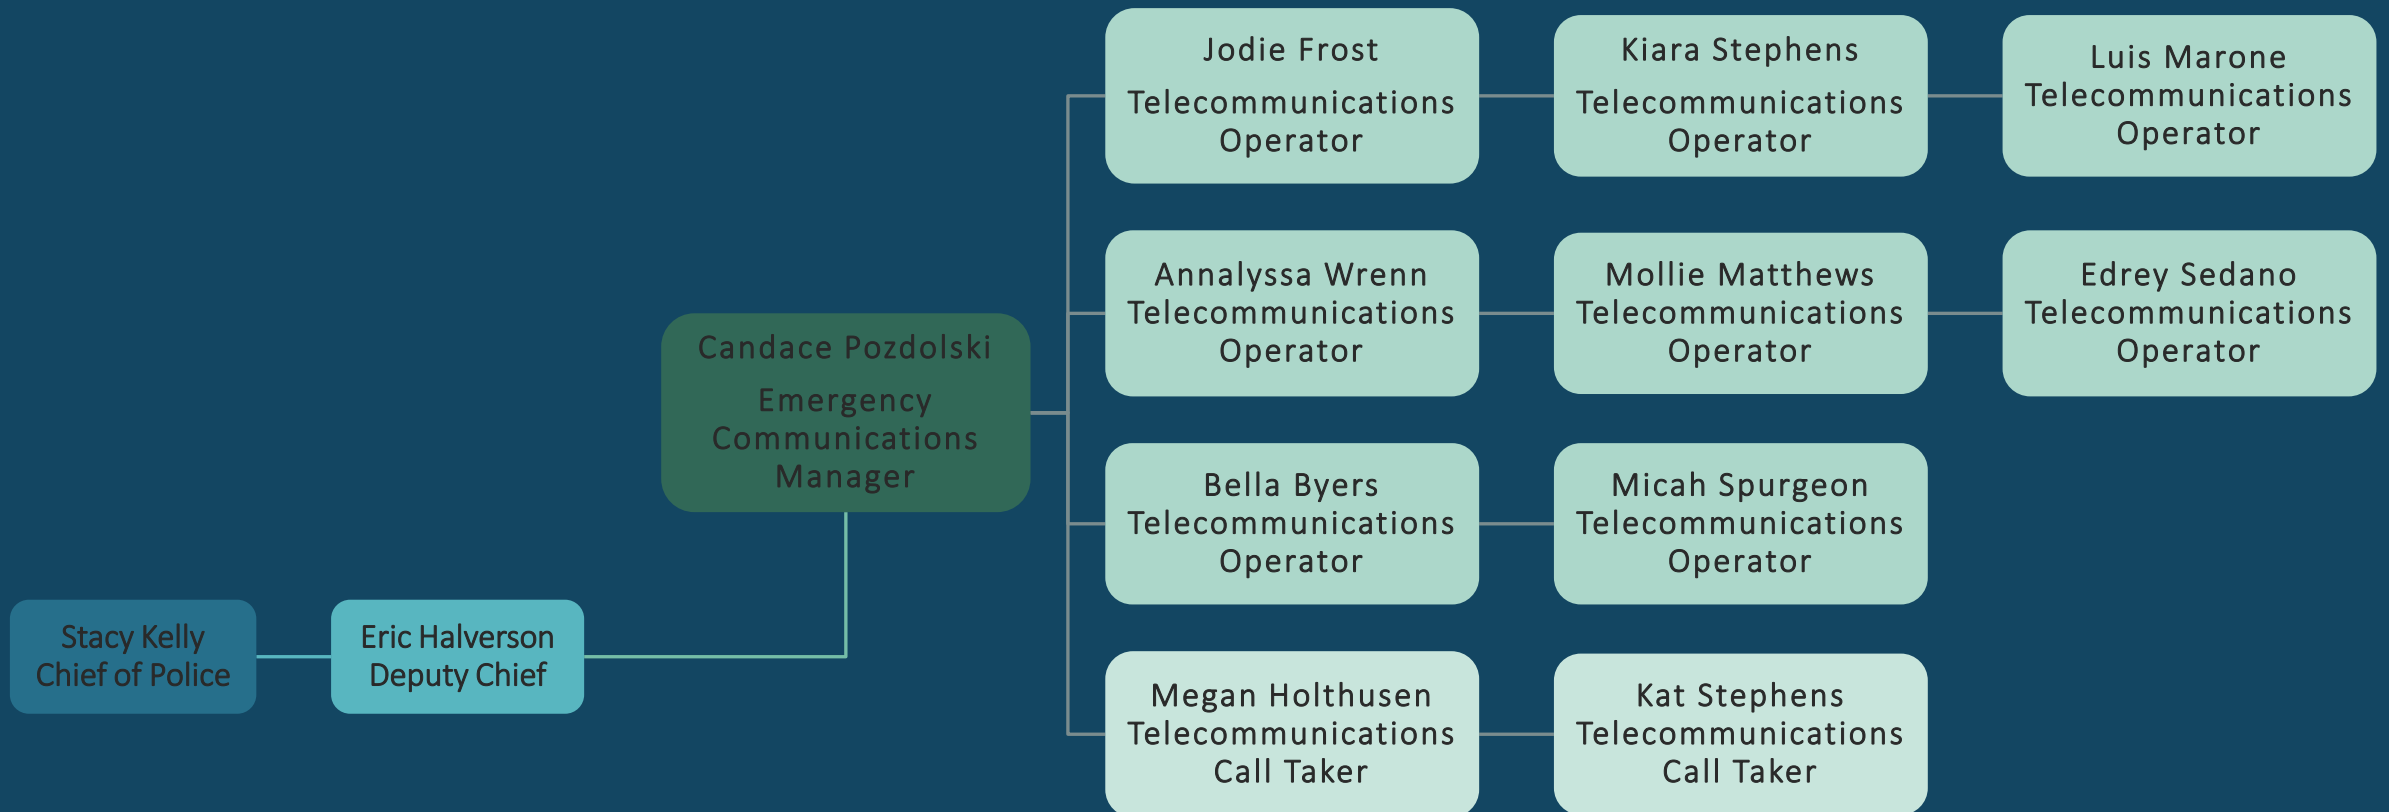 Jodie Frost
Telecommunications
Operator
Kiara Stephens
Telecommunications
Operator
Luis Marone
Telecommunications
Operator
Annalyssa Wrenn
Telecommunications
Operator
Mollie Matthews
Telecommunications
Operator
Edrey Sedano
Telecommunications
Operator
Candace Pozdolski
Emergency
Communications
Manager
Bella Byers
Telecommunications
Operator
Micah Spurgeon
Telecommunications
Operator
Stacy Kelly
Chief of Police
Eric Halverson
Deputy Chief
Megan Holthusen
Telecommunications
Call Taker
Kat Stephens
Telecommunications
Call Taker